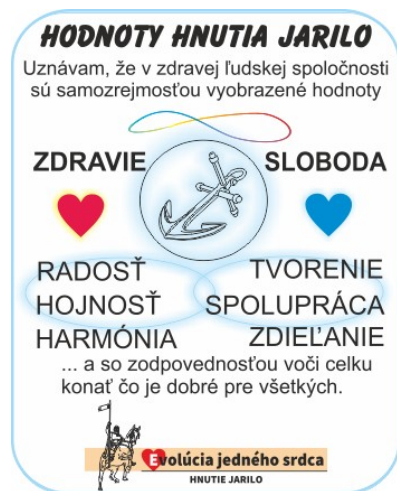 HODNOTY HNUTIA JARILO
Uznávam, že v zdravej ľudskej spoločnosti
sú samozrejmosťou vyobrazené hodnoty
ZDRAVIE SLOBODA
RADOSŤ TVORENIE
HOJNOSŤ SPOLUPRÁCA
HARMÓNIA ZDIEĽANIE
... a so zodpovednosťou voči celku
konať čo je dobré pre všetkých.
Evolúcia jedného srdca
HNUTIE JARILO